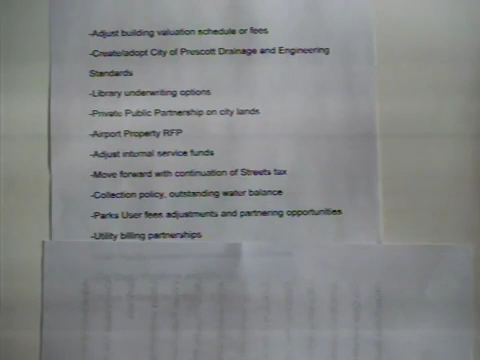 -Adjust building valuation schedule or fees
-Create/adopt City of Prescott Drainage and Engineering
Standards
-Library underwriting options
-Private Public Partnership on city lands
-Airport Property RFP
-Adjust internal service funds
-Move forward with continuation of Streets tax
-Collection policy, outstanding water balance
-Parks User fees adjustments and partnering opportunities
-Utility billing partnerships